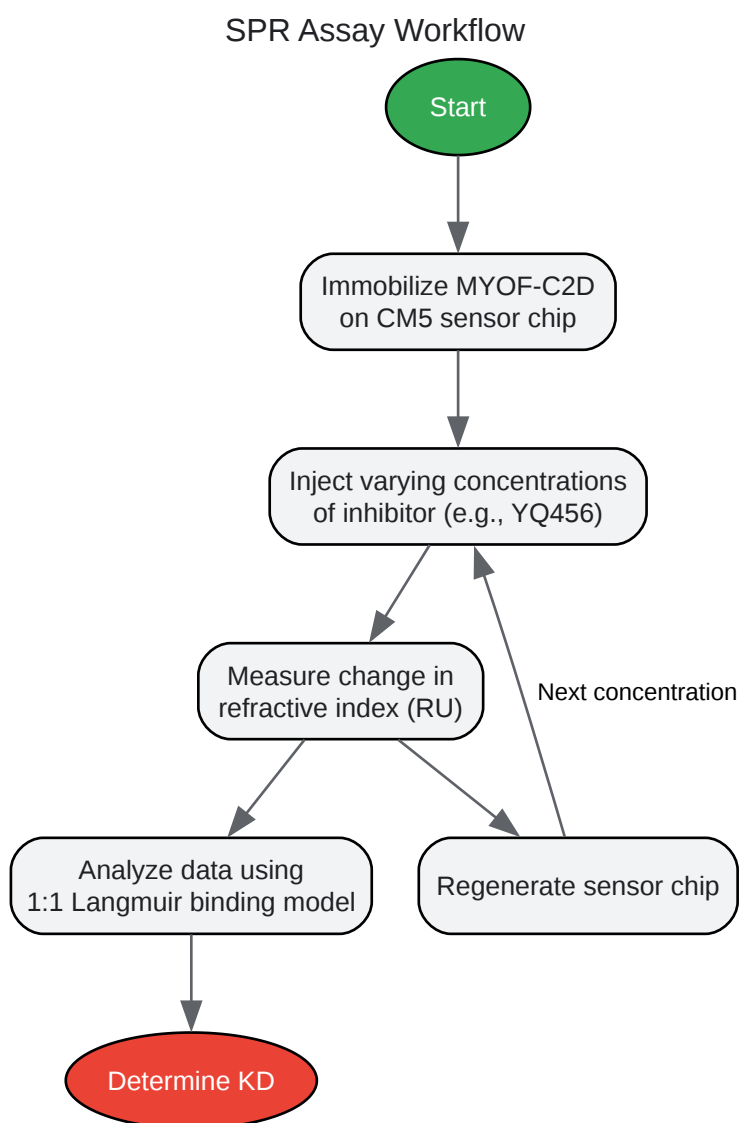 SPR Assay Workflow
Start
Immobilize MYOF-C2D
on CM5 sensor chip
Inject varying concentrations
of inhibitor (e.g., YQ456)
Measure change in
refractive index (RU)
Next concentration
Analyze data using
1:1 Langmuir binding model
Regenerate sensor chip
Determine KD